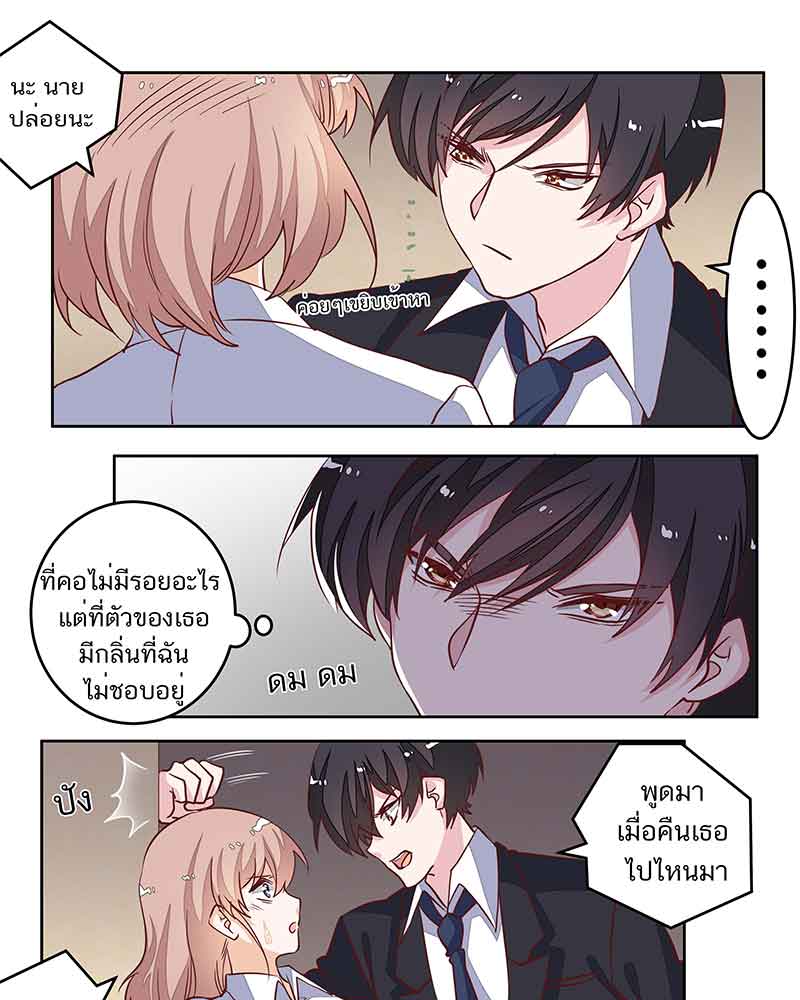 นะ นาย
ปล่อยนะ
ค่อยๆเขยิบเข้าหา
......
ที่คอไม่มีรอยอะไร
แต่ที่ตัวของเธอ
มีกลิ่นที่ฉัน
ไม่ชอบอยู่
ดม ดม
ปัง
พูดมา
เมื่อคืนเธอ
ไปไหนมา